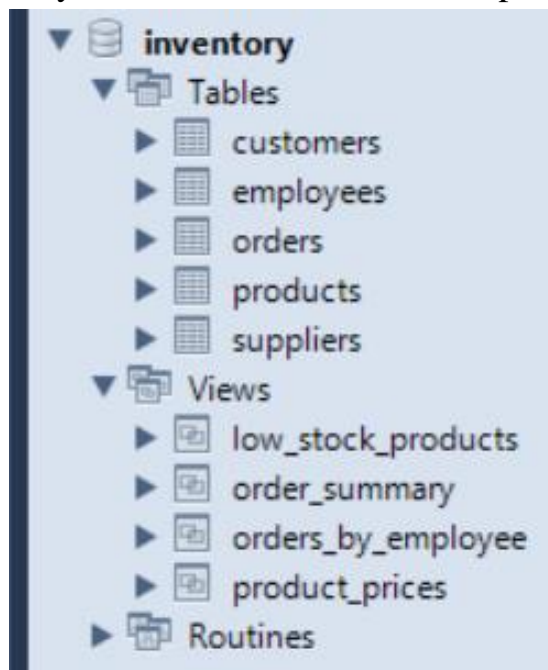 inventory
Tables
customers
employees
orders
products
suppliers
Views
low_stock_products
order_summary
orders_by_employee
product_prices
Routines